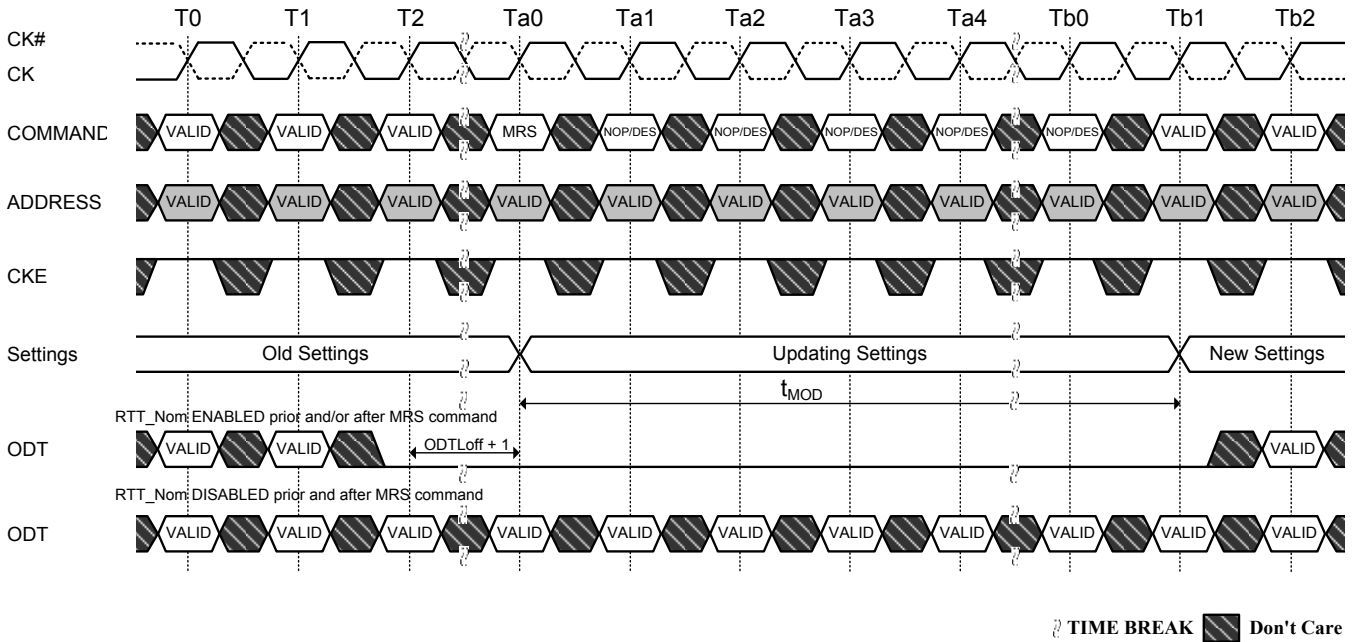 T0 T1 T2 Ta0 Ta1 Ta2 Ta3 Ta4 Tb0 Tb1 Tb2
CK#
CK
COMMAND VALID VALID VALID MRS NOP/DES NOP/DES NOP/DES NOP/DES NOP/DES VALID VALID
ADDRESS VALID VALID VALID VALID VALID VALID VALID VALID VALID VALID VALID
CKE
Settings Old Settings Updating Settings New Settings
tMOD
RTT_Nom ENABLED prior and/or after MRS command
ODT VALID VALID ODTLoff + 1 VALID
RTT_Nom DISABLED prior and after MRS command
ODT VALID VALID VALID VALID VALID VALID VALID VALID VALID VALID VALID
TIME BREAK Don't Care